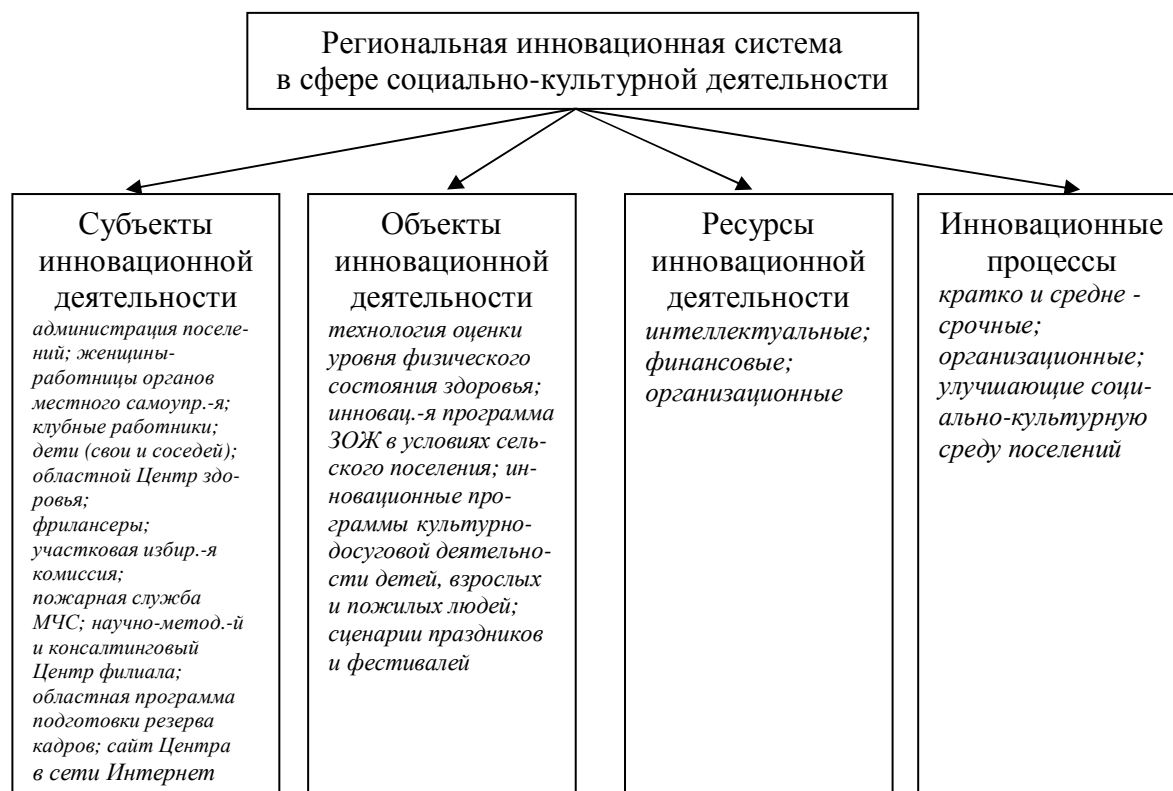 Региональная инновационная система
в сфере социально-культурной деятельности
Субъекты
инновационной
деятельности
администрация поселе-
ний; женщины-
работницы органов
местного самоупр.-я;
клубные работники;
дети (свои и соседей);
областной Центр здо-
ровья;
фрилансеры;
участковая избир.-я
комиссия;
пожарная служба
МЧС; научно-метод.-й
и консалтинговый
Центр филиала;
областная программа
подготовки резерва
кадров; сайт Центра
в сети Интернет
Объекты
инновационной
деятельности
технология оценки
уровня физического
состояния здоровья;
инновац.-я программа
ЗОЖ в условиях сель-
ского поселения; ин-
новационные про-
граммы культурно-
досуговой деятельно-
сти детей, взрослых
и пожилых людей;
сценарии праздников
и фестивалей
Ресурсы
инновационной
деятельности
интеллектуальные;
финансовые;
организационные
Инновационные
процессы
кратко и средне -
срочные;
организационные;
улучшающие соци-
ально-культурную
среду поселений